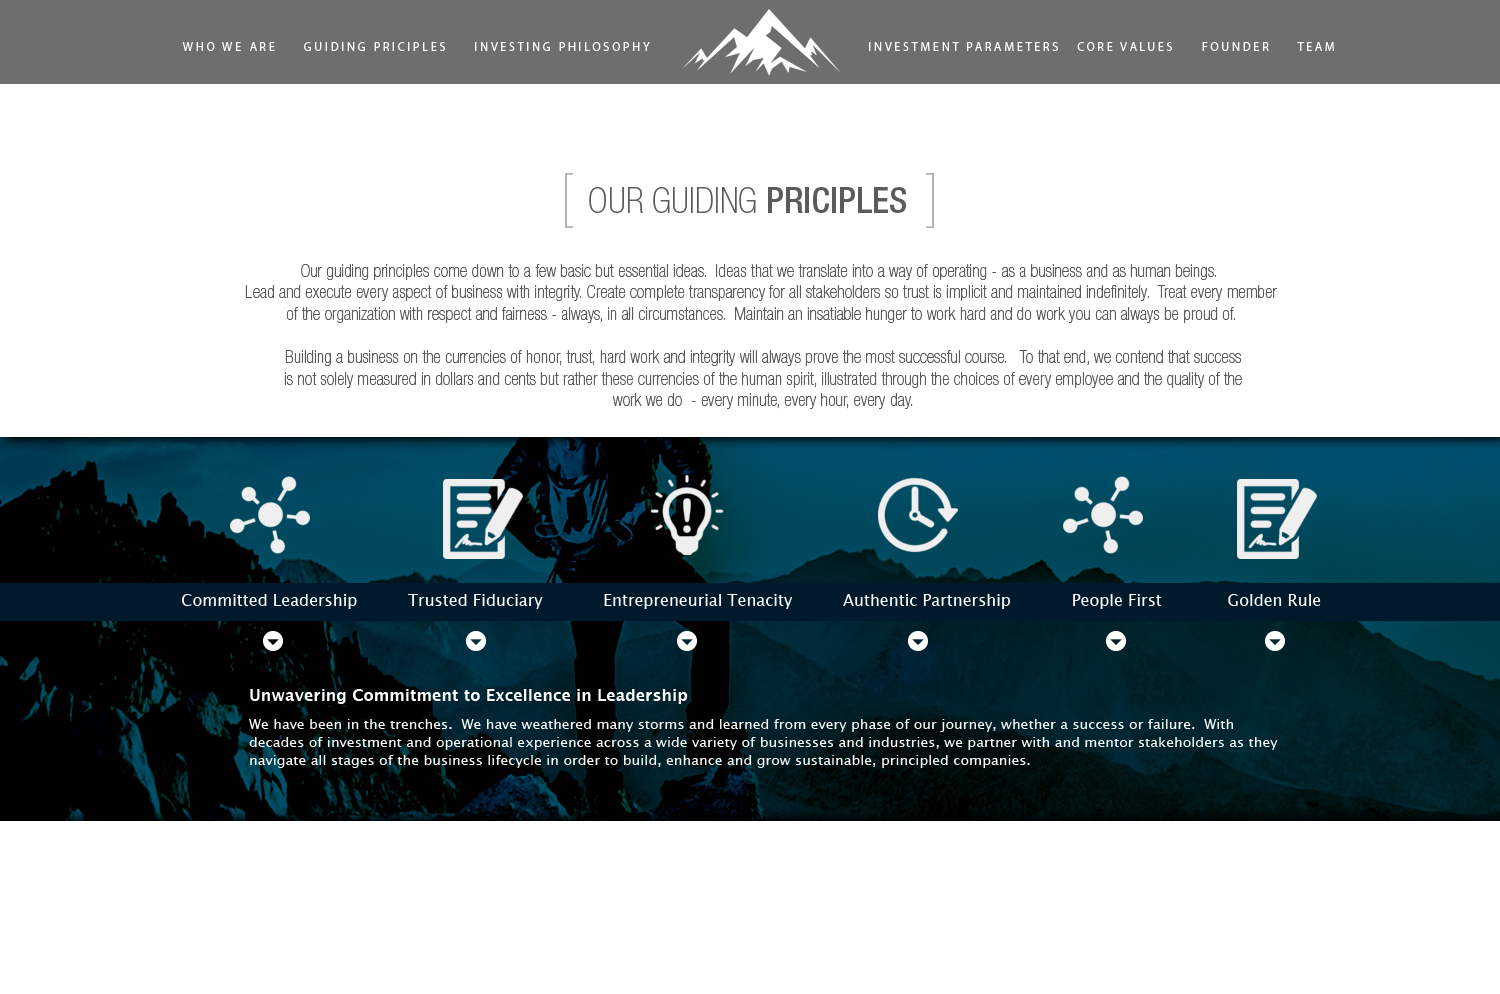 WHO WE ARE GUIDING PRICIPLES INVESTING PHILOSOPHY INVESTMENT PARAMETERS CORE VALUES FOUNDER TEAM
OUR GUIDING PRICIPLES
Our guiding principles come down to a few basic but essential ideas. Ideas that we translate into a way of operating - as a business and as human beings.
Lead and execute every aspect of business with integrity. Create complete transparency for all stakeholders so trust is implicit and maintained indefinitely. Treat every member
of the organization with respect and fairness - always, in all circumstances. Maintain an insatiable hunger to work hard and do work you can always be proud of.
Building a business on the currencies of honor, trust, hard work and integrity will always prove the most successful course. To that end, we contend that success
is not solely measured in dollars and cents but rather these currencies of the human spirit, illustrated through the choices of every employee and the quality of the
work we do - every minute, every hour, every day.
Committed Leadership Trusted Fiduciary Entrepreneurial Tenacity Authentic Partnership People First Golden Rule
Unwavering Commitment to Excellence in Leadership
We have been in the trenches. We have weathered many storms and learned from every phase of our journey, whether a success or failure. With
decades of investment and operational experience across a wide variety of businesses and industries, we partner with and mentor stakeholders as they
navigate all stages of the business lifecycle in order to build, enhance and grow sustainable, principled companies.